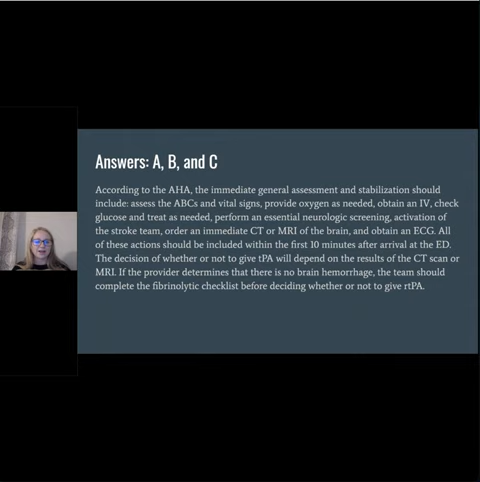 Answers: A, B, and C
According to the AHA, the immediate general assessment and stabilization should
include: assess the ABCs and vital signs, provide oxygen as needed, obtain an IV, check
glucose and treat as needed, perform an essential neurologic screening, activation of
the stroke team, order an immediate CT or MRI of the brain, and obtain an ECG. All
of these actions should be included within the first 10 minutes after arrival at the ED.
The decision of whether or not to give tPA will depend on the results of the CT scan or
MRI. If the provider determines that there is no brain hemorrhage, the team should
complete the fibrinolytic checklist before deciding whether or not to give rtPA.